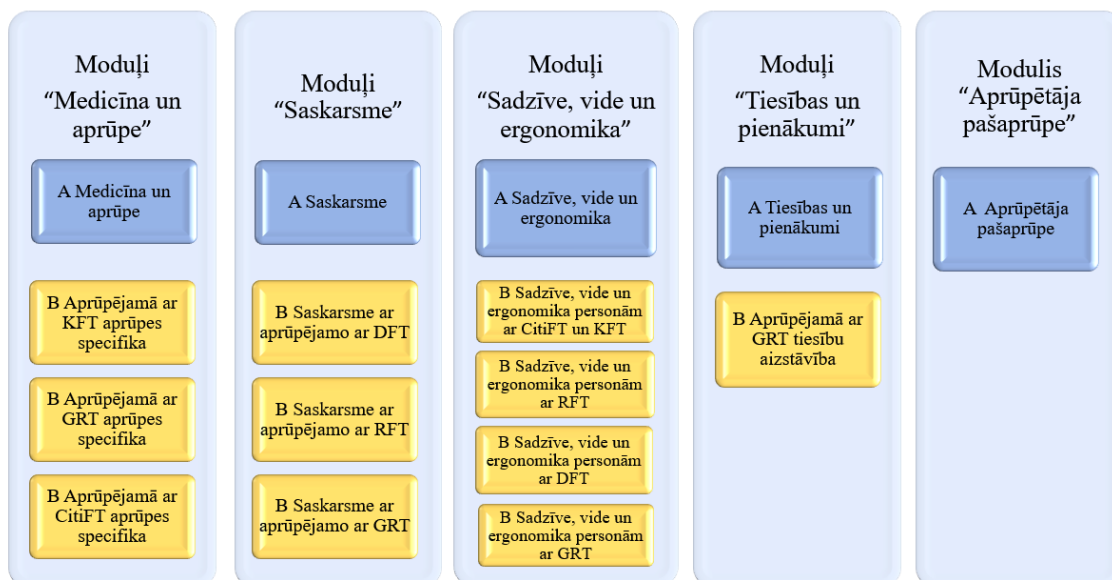 Moduļi
“Medicīna un
aprūpe”
A Medicīna un
aprūpe
B Aprūpējamā ar
KFT aprūpes
specifika
B Aprūpējamā ar
GRT aprūpes
specifika
B Aprūpējamā ar
CitiFT aprūpes
specifika
Moduļi
“Saskarsme”
A Saskarsme
B Saskarsme ar
aprūpējamo ar DFT
B Saskarsme ar
aprūpējamo ar RFT
B Saskarsme ar
aprūpējamo ar GRT
Moduļi
“Sadzīve, vide un
ergonomika”
A Sadzīve, vide un
ergonomika
B Sadzīve, vide un
ergonomika personām
ar CitiFT un KFT
B Sadzīve, vide un
ergonomika personām
ar RFT
B Sadzīve, vide un
ergonomika personām
ar DFT
B Sadzīve, vide un
ergonomika personām
ar GRT
Moduļi
“Tiesības un
pienākumi”
A Tiesības un
pienākumi
B Aprūpējamā ar
GRT tiesību
aizstāvība
Modulis
“Aprūpētāja
pašaprūpe”
A Aprūpētāja
pašaprūpe